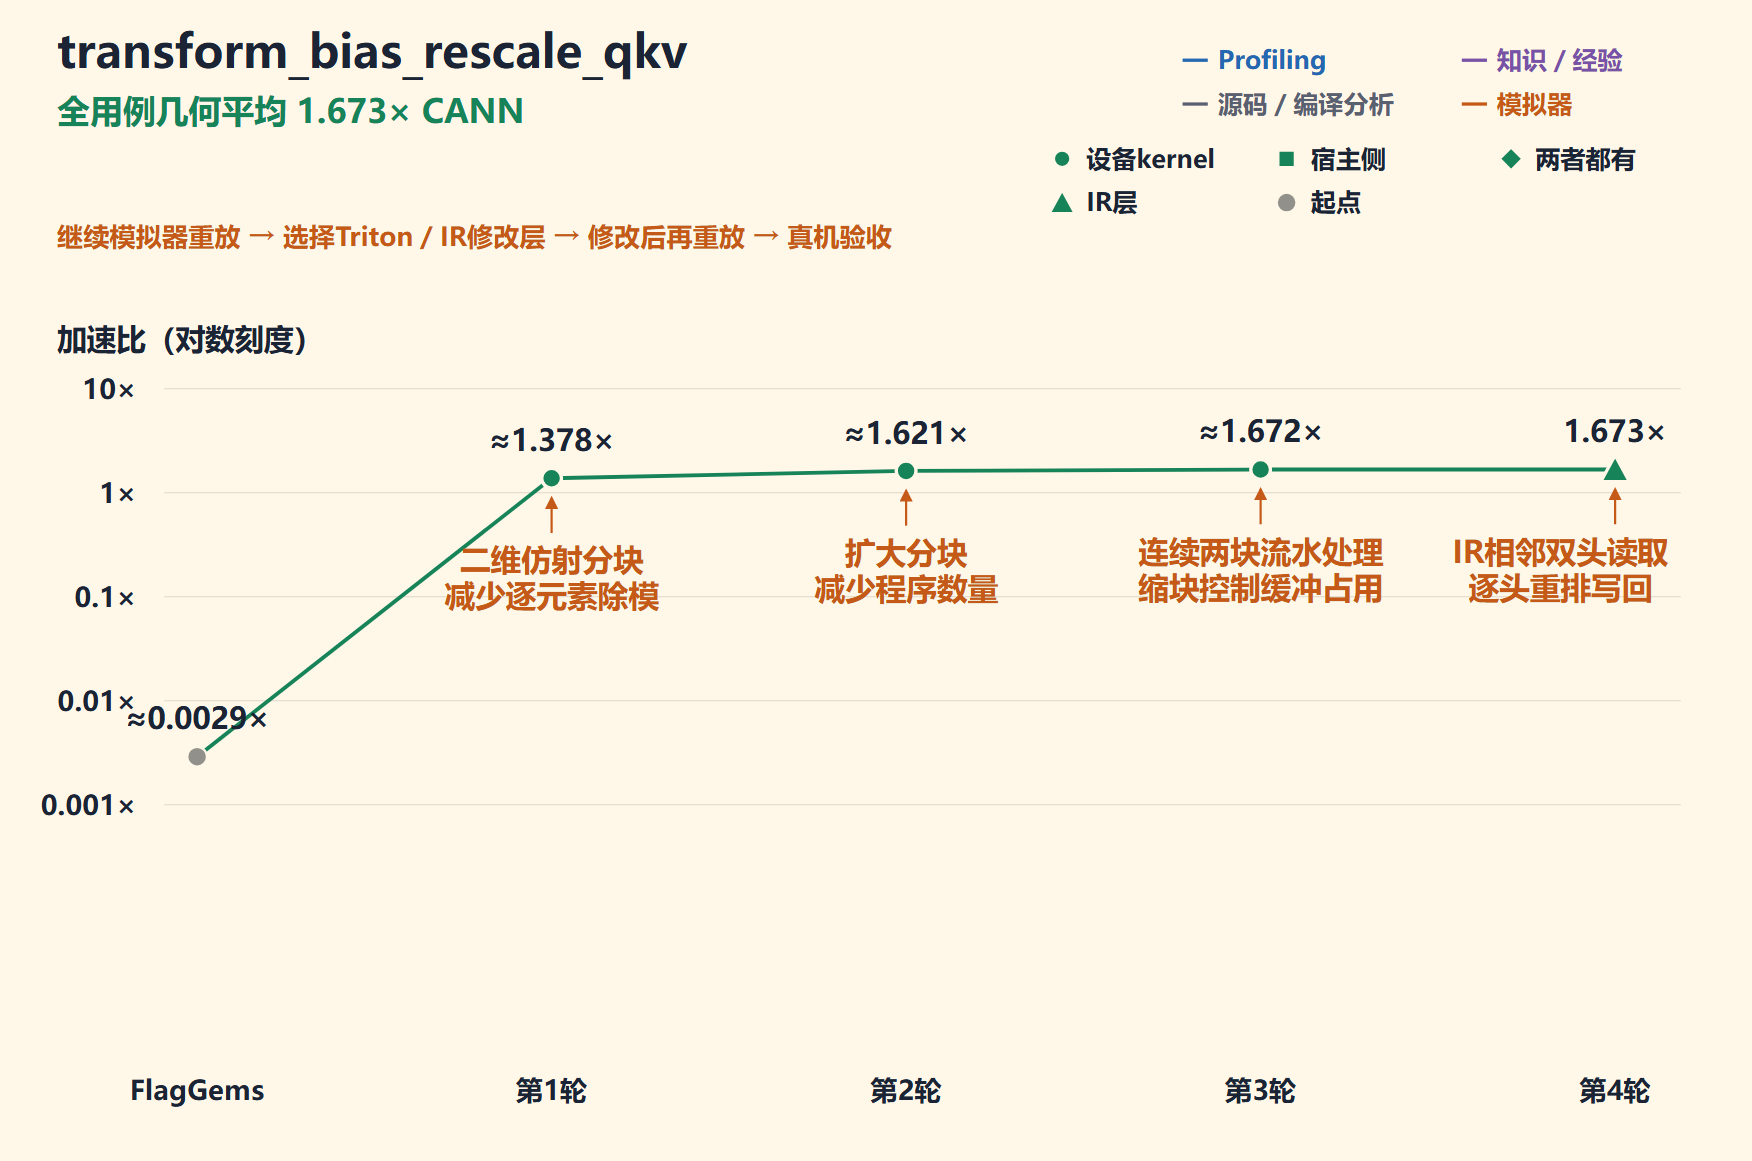 transform_bias_rescale_qkv
全用例几何平均 1.673× CANN
Profiling
知识 / 经验
源码 / 编译分析
模拟器
设备kernel
宿主侧
两者都有
IR层
起点
继续模拟器重放 → 选择Triton / IR修改层 → 修改后再重放 → 真机验收
加速比（对数刻度）
10×
1×
0.1×
0.01×
0.001×
≈0.0029×
≈1.378×
≈1.621×
≈1.672×
1.673×
二维仿射分块
减少逐元素除模
扩大分块
减少程序数量
连续两块流水处理
缩块控制缓冲占用
IR相邻双头读取
逐头重排写回
FlagGems
第1轮
第2轮
第3轮
第4轮